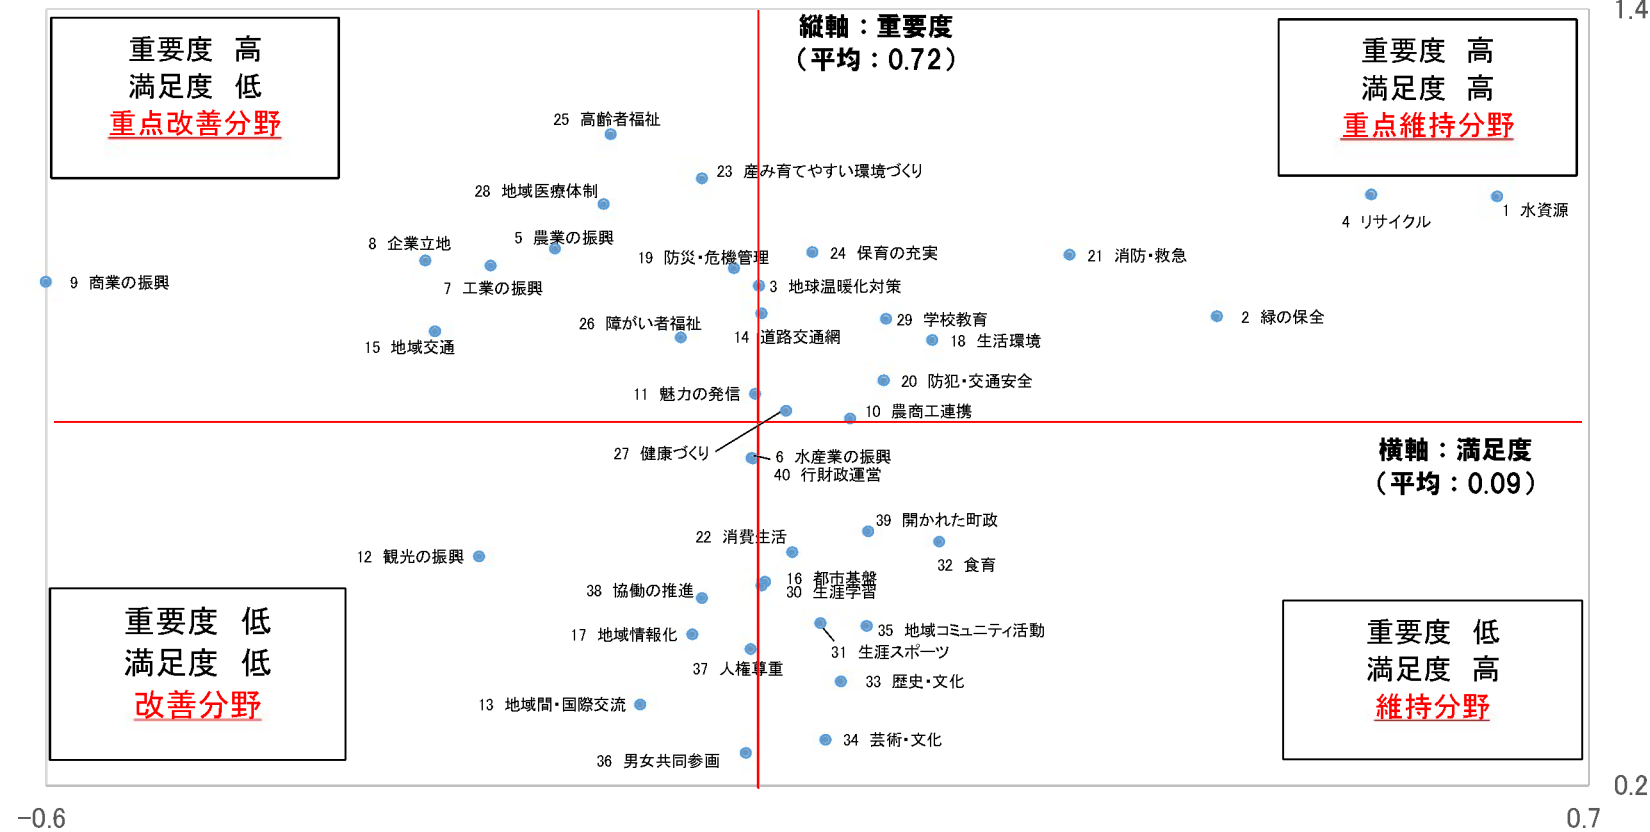 1.4
重要度 高
満足度 低
重点改善分野
縦軸：重要度
（平均：0.72）
重要度 高
満足度 高
重点維持分野
25 高齢者福祉
23 産み育てやすい環境づくり
28 地域医療体制
4 リサイクル
1 水資源
8 企業立地
5 農業の振興
19 防災・危機管理
24 保育の充実
21 消防・救急
9 商業の振興
7 工業の振興
3 地球温暖化対策
26 障がい者福祉
14 道路交通網
29 学校教育
2 緑の保全
15 地域交通
18 生活環境
20 防犯・交通安全
11 魅力の発信
10 農商工連携
27 健康づくり
6 水産業の振興
40 行財政運営
横軸：満足度
（平均：0.09）
39 開かれた町政
22 消費生活
12 観光の振興
32 食育
16 都市基盤
30 生涯学習
38 協働の推進
17 地域情報化
35 地域コミュニティ活動
31 生涯スポーツ
37 人権尊重
33 歴史・文化
13 地域間・国際交流
34 芸術・文化
36 男女共同参画
重要度 低
満足度 低
改善分野
重要度 低
満足度 高
維持分野
0.2
-0.6
0.7